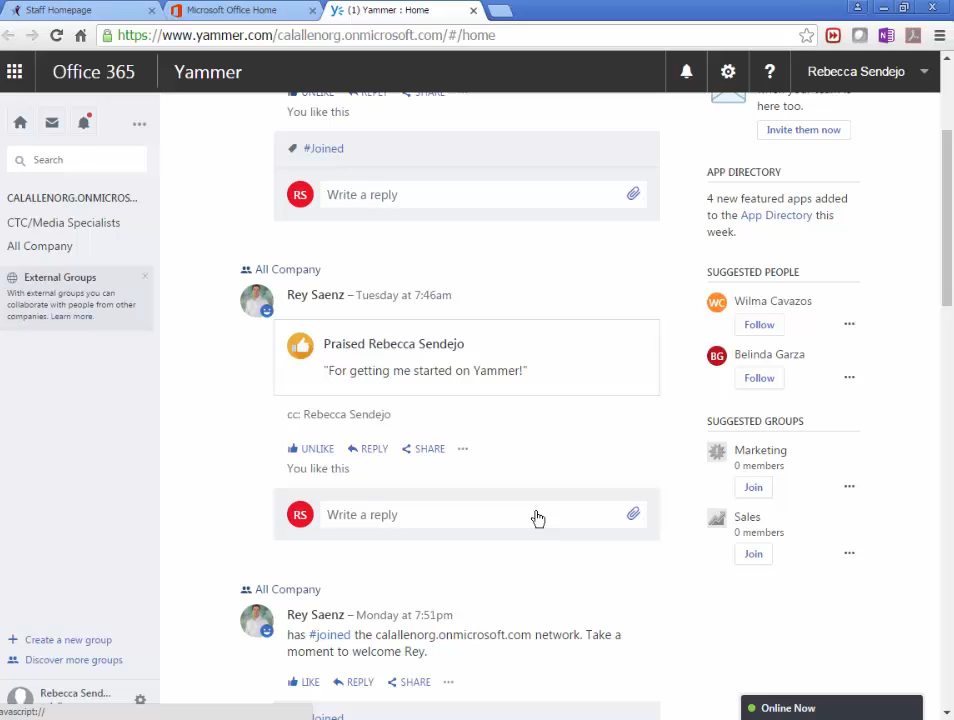 Staff Homepage
Microsoft Office Home
(1) Yammer : Home
https://www.yammer.com/calallenorg.onmicrosoft.com/#/home
Office 365
Yammer
Rebecca Sendejo
Search
CALALLENORG.ONMICROS...
CTC/Media Specialists
All Company
External Groups
With external groups you can
collaborate with people from other
companies. Learn more.
Create a new group
Discover more groups
Rebecca Send...
avascript://
UNLIKE REPLY SHARE
You like this
#Joined
RS
Write a reply
All Company
Rey Saenz – Tuesday at 7:46am
Praised Rebecca Sendejo
"For getting me started on Yammer!"
cc: Rebecca Sendejo
UNLIKE REPLY SHARE
You like this
RS
Write a reply
All Company
Rey Saenz – Monday at 7:51pm
has #joined the calallenorg.onmicrosoft.com network. Take a
moment to welcome Rey.
LIKE REPLY SHARE
Joined
here too.
Invite them now
APP DIRECTORY
4 new featured apps added
to the App Directory this
week.
SUGGESTED PEOPLE
WC
Wilma Cavazos
Follow
BG
Belinda Garza
Follow
SUGGESTED GROUPS
Marketing
0 members
Join
Sales
0 members
Join
Online Now